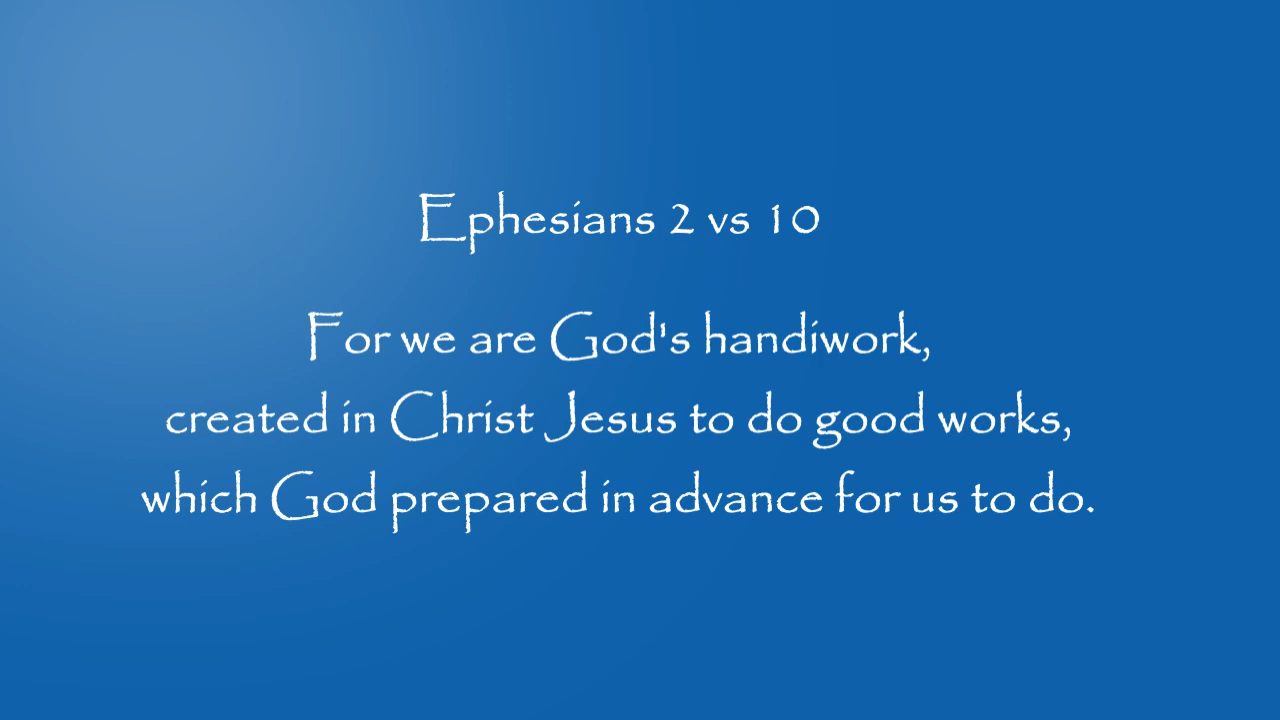 Ephesians 2 vs 10
For we are God's handiwork,
created in Christ Jesus to do good works,
which God prepared in advance for us to do.